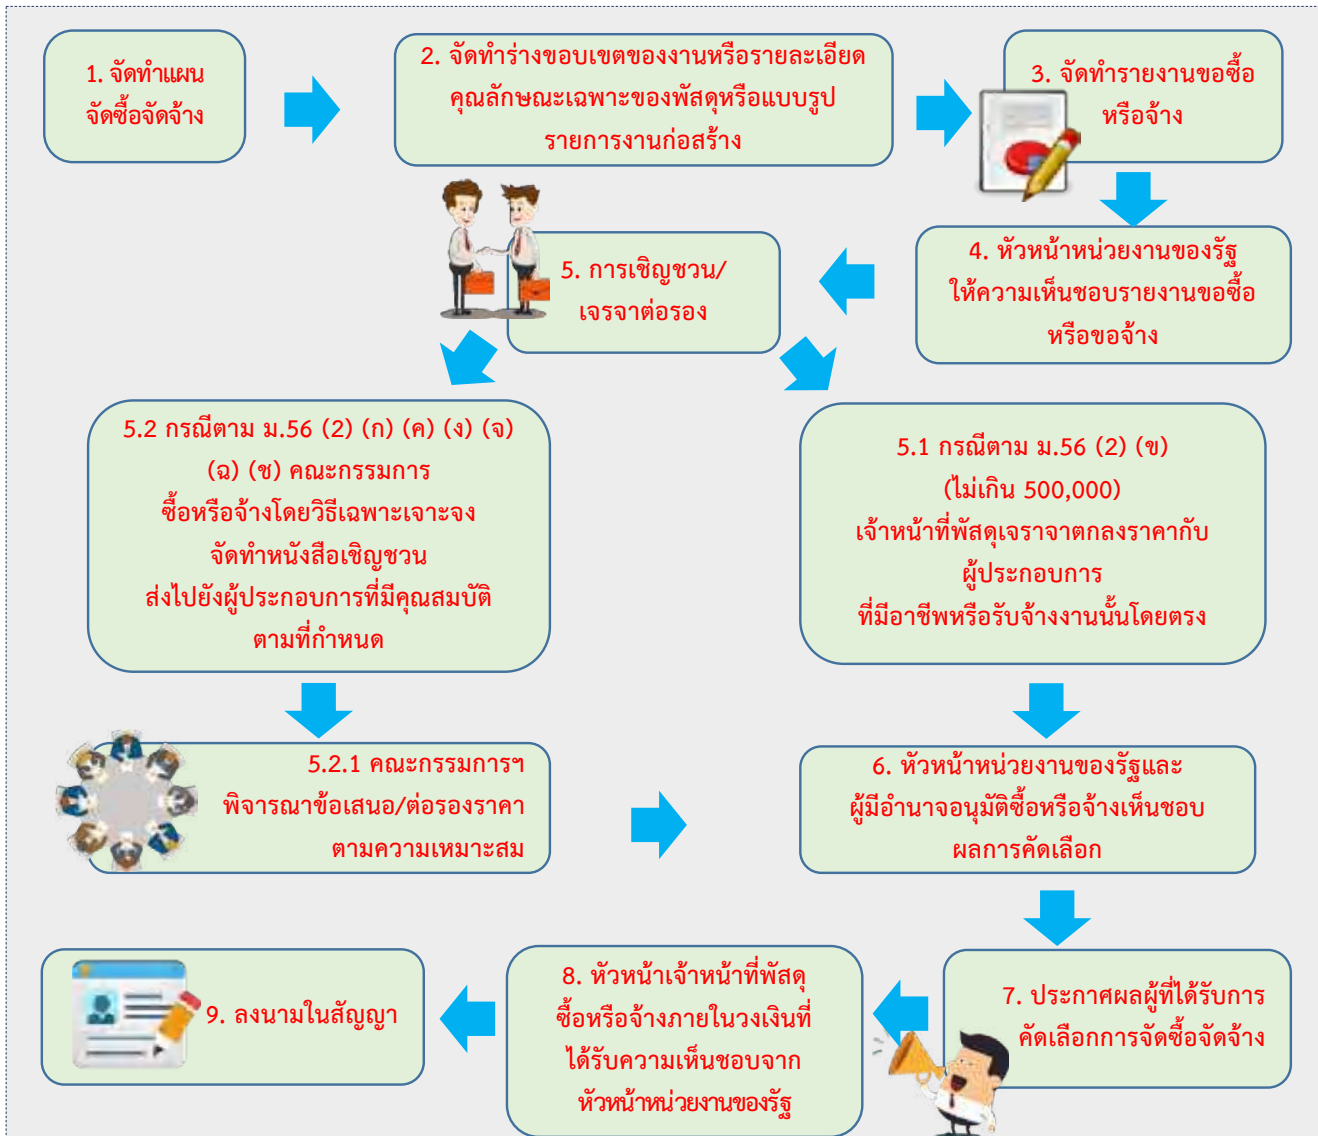 1. จัดทำแผน
จัดซื้อจัดจ้าง
2. จัดทำร่างขอบเขตของงานหรือรายละเอียด
คุณลักษณะเฉพาะของพัสดุหรือแบบรูป
รายการงานก่อสร้าง
3. จัดทำรายงานขอซื้อ
หรือจ้าง
4. หัวหน้าหน่วยงานของรัฐ
ให้ความเห็นชอบรายงานขอซื้อ
หรือขอจ้าง
5. การเชิญชวน/
เจรจาต่อรอง
5.2 กรณีตาม ม.56 (2) (ก) (ค) (ง) (จ)
(ฉ) (ช) คณะกรรมการ
ซื้อหรือจ้างโดยวิธีเฉพาะเจาะจง
จัดทำหนังสือเชิญชวน
ส่งไปยังผู้ประกอบการที่มีคุณสมบัติ
ตามที่กำหนด
5.1 กรณีตาม ม.56 (2) (ข)
(ไม่เกิน 500,000)
เจ้าหน้าที่พัสดุเจราจาตกลงราคากับ
ผู้ประกอบการ
ที่มีอาชีพหรือรับจ้างงานนั้นโดยตรง
5.2.1 คณะกรรมการฯ
พิจารณาข้อเสนอ/ต่อรองราคา
ตามความเหมาะสม
6. หัวหน้าหน่วยงานของรัฐและ
ผู้มีอำนาจอนุมัติซื้อหรือจ้างเห็นชอบ
ผลการคัดเลือก
7. ประกาศผลผู้ที่ได้รับการ
คัดเลือกการจัดซื้อจัดจ้าง
8. หัวหน้าเจ้าหน้าที่พัสดุ
ซื้อหรือจ้างภายในวงเงินที่
ได้รับความเห็นชอบจาก
หัวหน้าหน่วยงานของรัฐ
9. ลงนามในสัญญา